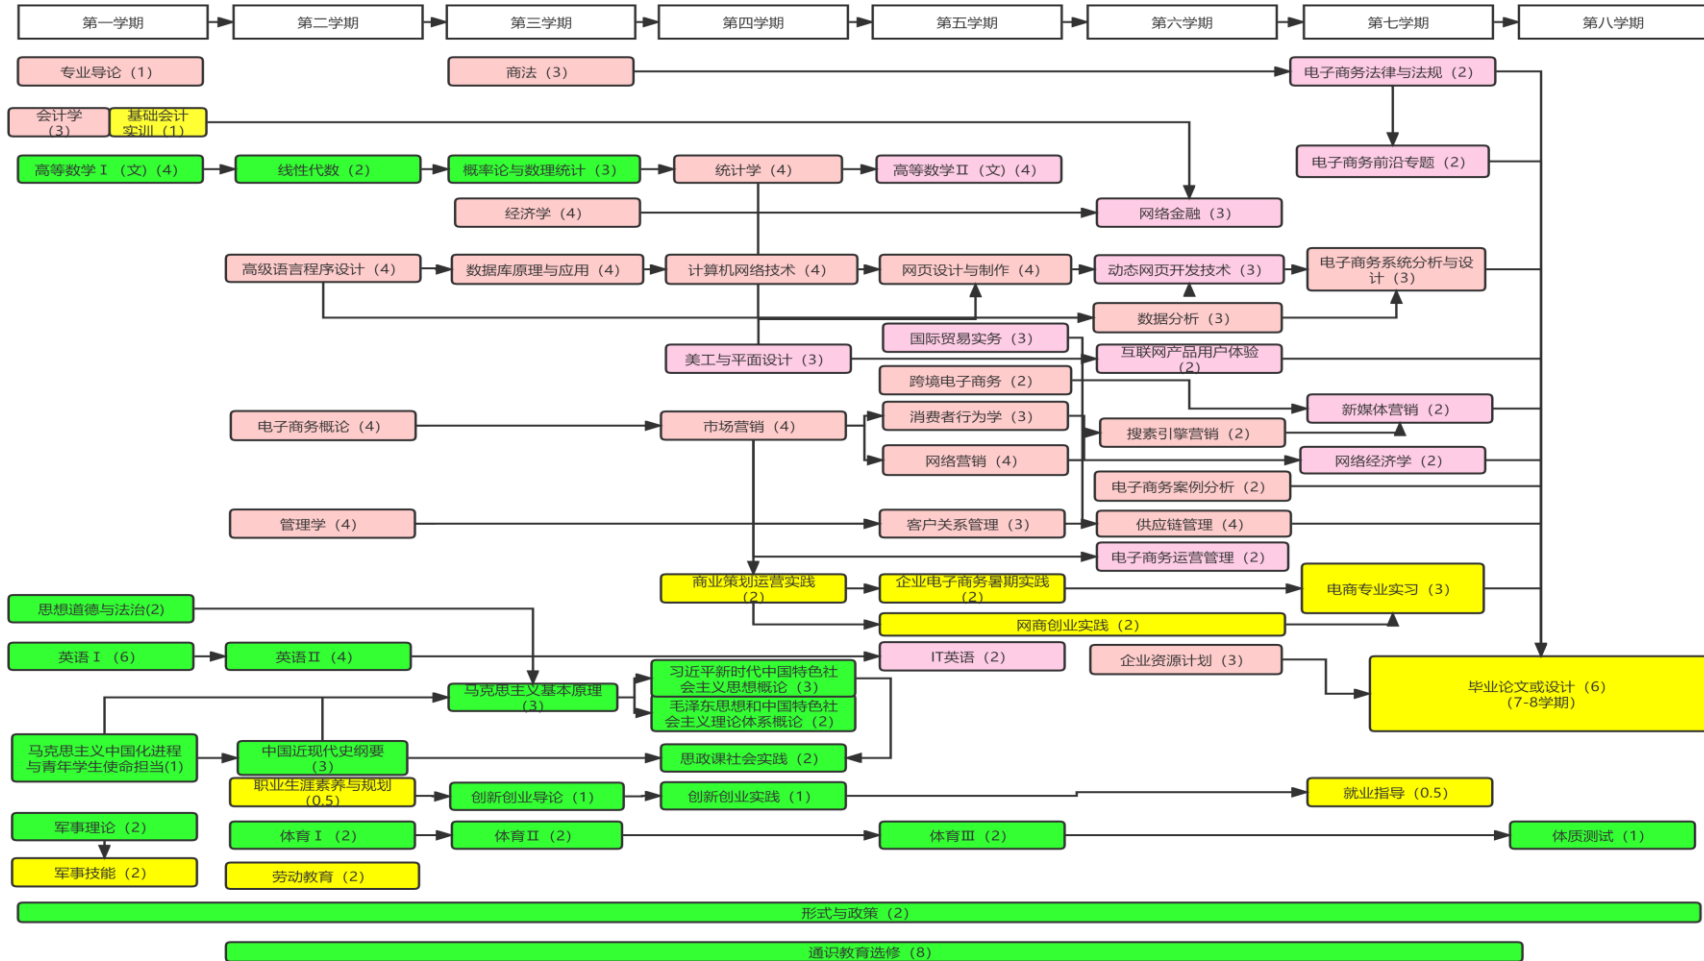 第一学期
第二学期
第三学期
第四学期
第五学期
第六学期
第七学期
第八学期
专业导论（1）
商法（3）
电子商务法律与法规（2）
会计学
（3）
基础会计
实训（1）
高等数学Ⅰ（文）(4）
线性代数（2）
概率论与数理统计（3）
统计学（4）
高等数学Ⅱ（文）(4）
电子商务前沿专题（2）
经济学（4）
网络金融（3）
高级语言程序设计（4）
数据库原理与应用（4）
计算机网络技术（4）
网页设计与制作（4）
动态网页开发技术（3）
电子商务系统分析与设
计（3）
数据分析（3）
国际贸易实务（3）
美工与平面设计（3）
互联网产品用户体验
（2）
跨境电子商务（2）
新媒体营销（2）
电子商务概论（4）
市场营销（4）
消费者行为学（3）
搜素引擎营销（2）
网络营销（4）
网络经济学（2）
电子商务案例分析（2）
管理学（4）
客户关系管理（3）
供应链管理（4）
电子商务运营管理（2）
商业策划运营实践
（2）
企业电子商务暑期实践
（2）
电商专业实习（3）
思想道德与法治(2)
网商创业实践（2）
英语Ⅰ（6）
英语Ⅱ（4）
IT英语（2）
企业资源计划（3）
马克思主义基本原理
（3）
习近平新时代中国特色社
会主义思想概论（3）
毛泽东思想和中国特色社
会主义理论体系概论（2）
毕业论文或设计（6）
(7-8学期）
马克思主义中国化进程
与青年学生使命担当(1)
中国近现代史纲要
（3）
思政课社会实践（2）
职业生涯素养与规划
（0.5）
创新创业导论（1）
创新创业实践（1）
就业指导（0.5）
军事理论（2）
体育Ⅰ（2）
体育Ⅱ（2）
体育Ⅲ（2）
体质测试（1）
军事技能（2）
劳动教育（2）
形式与政策（2）
通识教育选修（8）